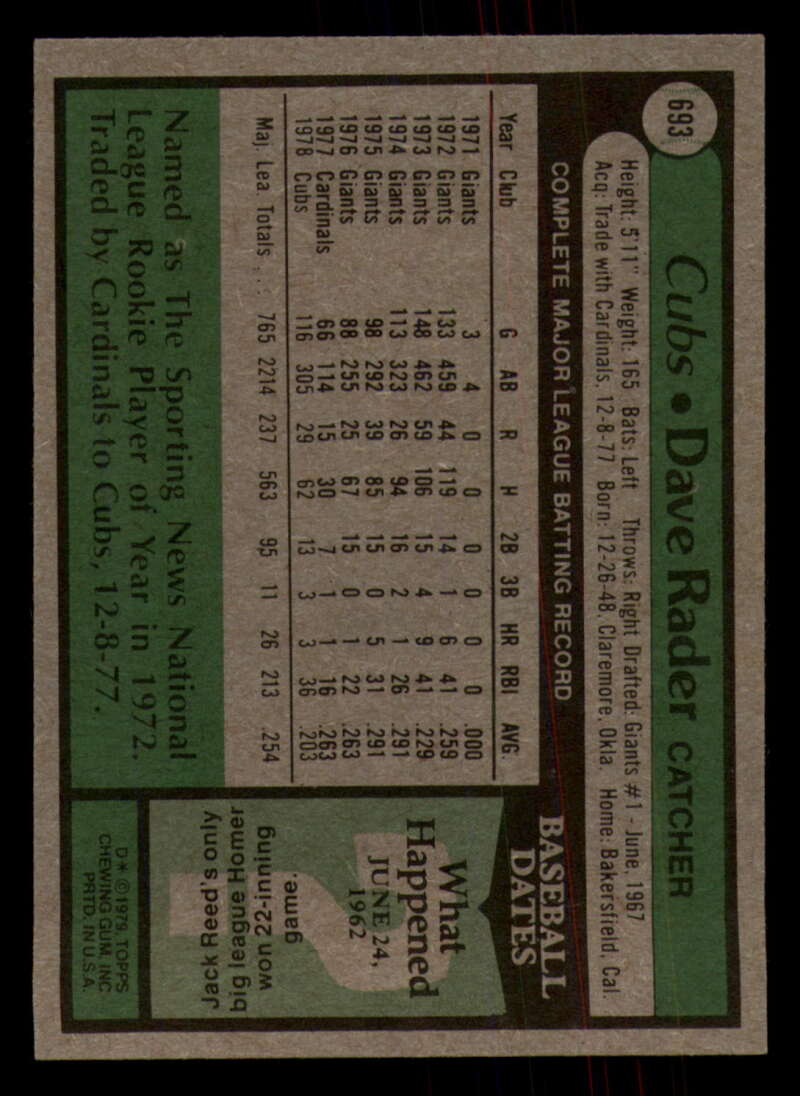 693
Cubs • Dave Rader CATCHER
Height: 5'11" Weight: 165 Bats: Left Throws: Right Drafted: Giants #1 - June, 1967
Acq: Trade with Cardinals, 12-8-77 Born: 12-26-48, Claremore, Okla. Home: Bakersfield, Cal.
COMPLETE MAJOR LEAGUE BATTING RECORD
Year Club G AB R H 2B 3B HR RBI AVG.
1971 Giants 3 4 0 0 0 0 0 0 .000
1972 Giants 133 459 44 119 14 1 6 41 .259
1973 Giants 148 462 59 106 15 4 9 41 .229
1974 Giants 113 323 26 94 16 2 1 26 .291
1975 Giants 98 292 39 85 15 0 5 31 .291
1976 Giants 88 255 25 67 15 0 1 22 .263
1977 Cardinals 66 114 15 30 7 1 1 16 .263
1978 Cubs 116 305 29 62 13 3 3 36 .203
Maj. Lea. Totals . . : 765 2214 237 563 95 11 26 213 .254
Named as The Sporting News National
League Rookie Player of Year in 1972.
Traded by Cardinals to Cubs, 12-8-77.
BASEBALL
DATES
What
Happened
JUNE 24,
1962
Jack Reed's only
big league Homer
won 22-inning
game.
D* © 1979, TOPPS
CHEWING GUM, INC
PRTD. IN U.S.A.